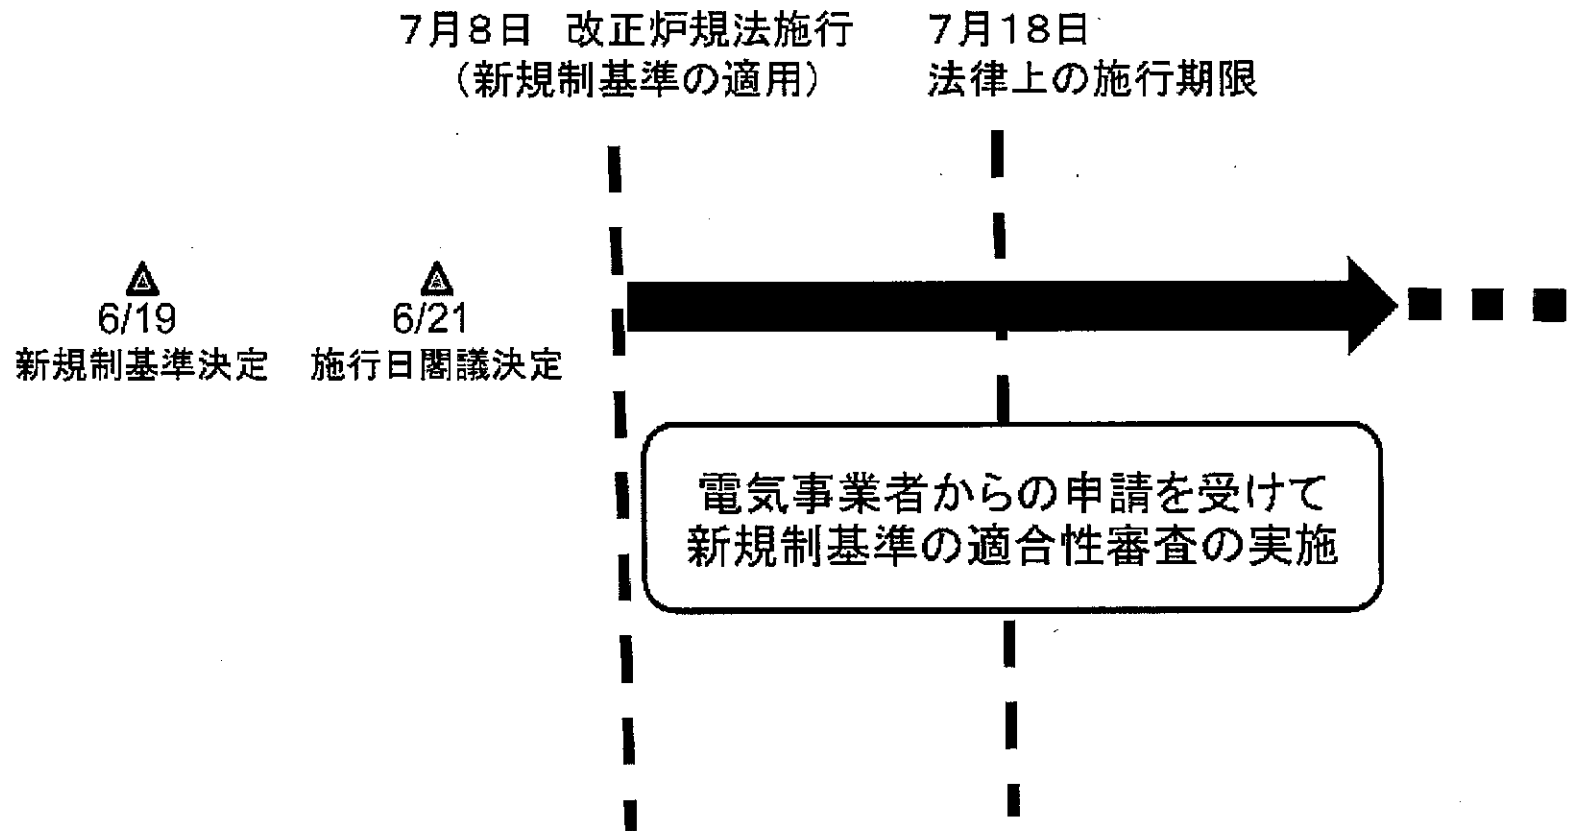 7月8日 改正炉規法施行
(新規制基準の適用)
7月18日
法律上の施行期限
6/19
新規制基準決定
6/21
施行日閣議決定
電気事業者からの申請を受けて
新規制基準の適合性審査の実施